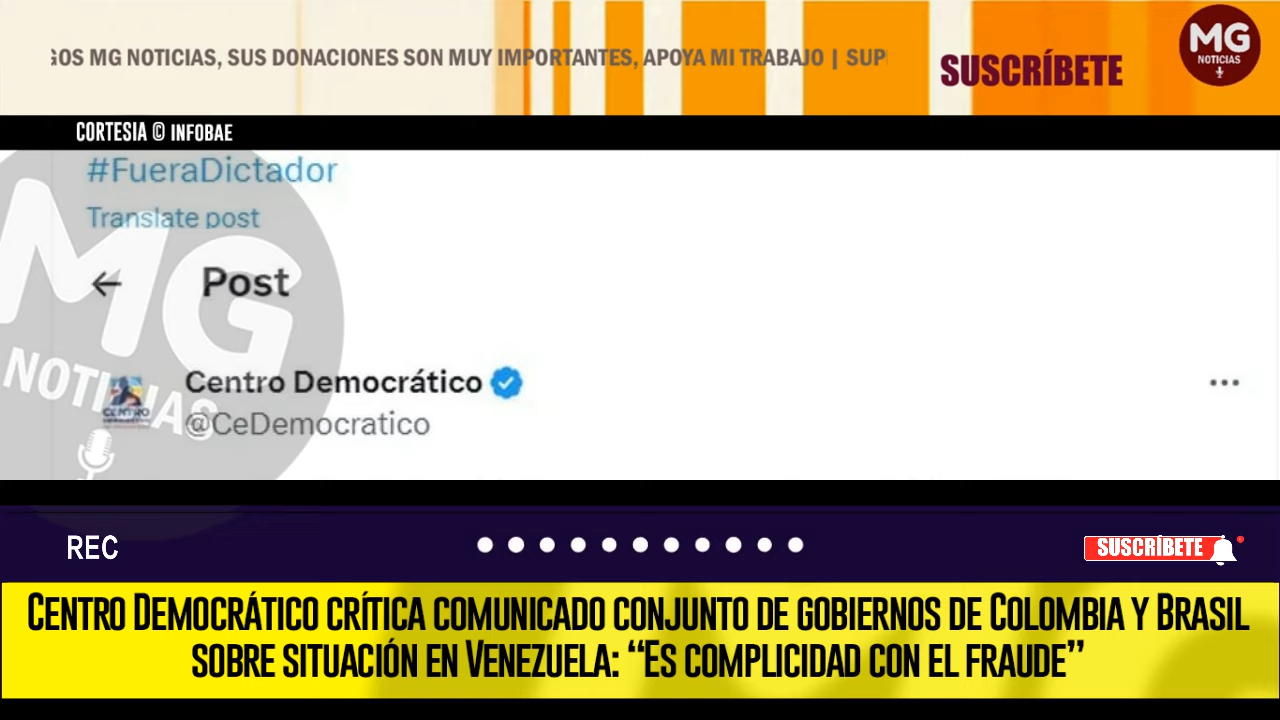 MG
NOTICIAS
GOS MG NOTICIAS, SUS DONACIONES SON MUY IMPORTANTES, APOYA MI TRABAJO | SUP
SUSCRÍBETE
CORTESIA © INFOBAE
#FueraDictador
Translate post
Post
MG
NOTICIAS
Centro Democrático
CENTRO
@CeDemocratico
REC
SUSCRÍBETE
CENTRO DEMOCRÁTICO CRÍTICA COMUNICADO CONJUNTO DE GOBIERNOS DE COLOMBIA Y BRASIL
SOBRE SITUACIÓN EN VENEZUELA: “ES COMPLICIDAD CON EL FRAUDE”